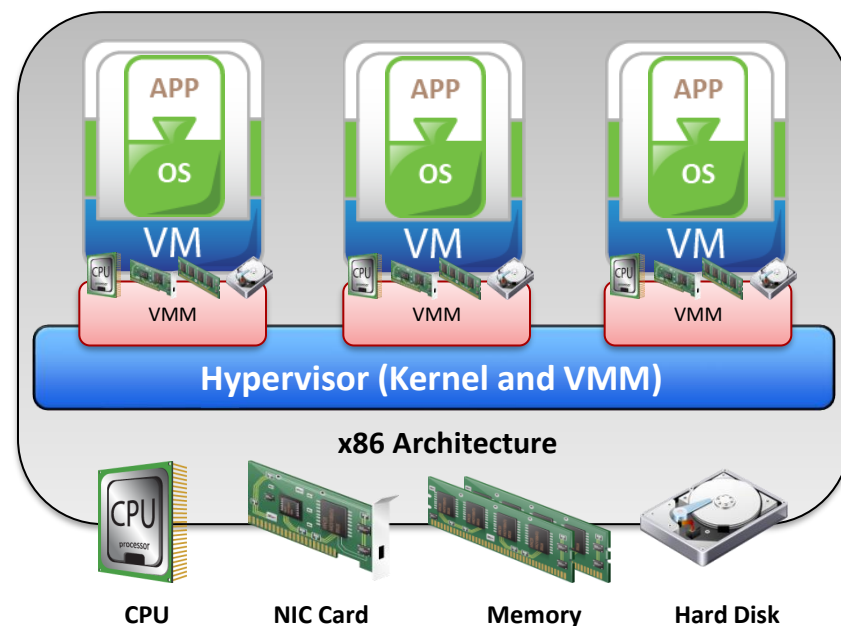 APP APP APP
OS OS OS
VM VM VM
CPU CPU CPU
VMM VMM VMM
Hypervisor (Kernel and VMM)
x86 Architecture
CPU
processor
CPU NIC Card Memory Hard Disk